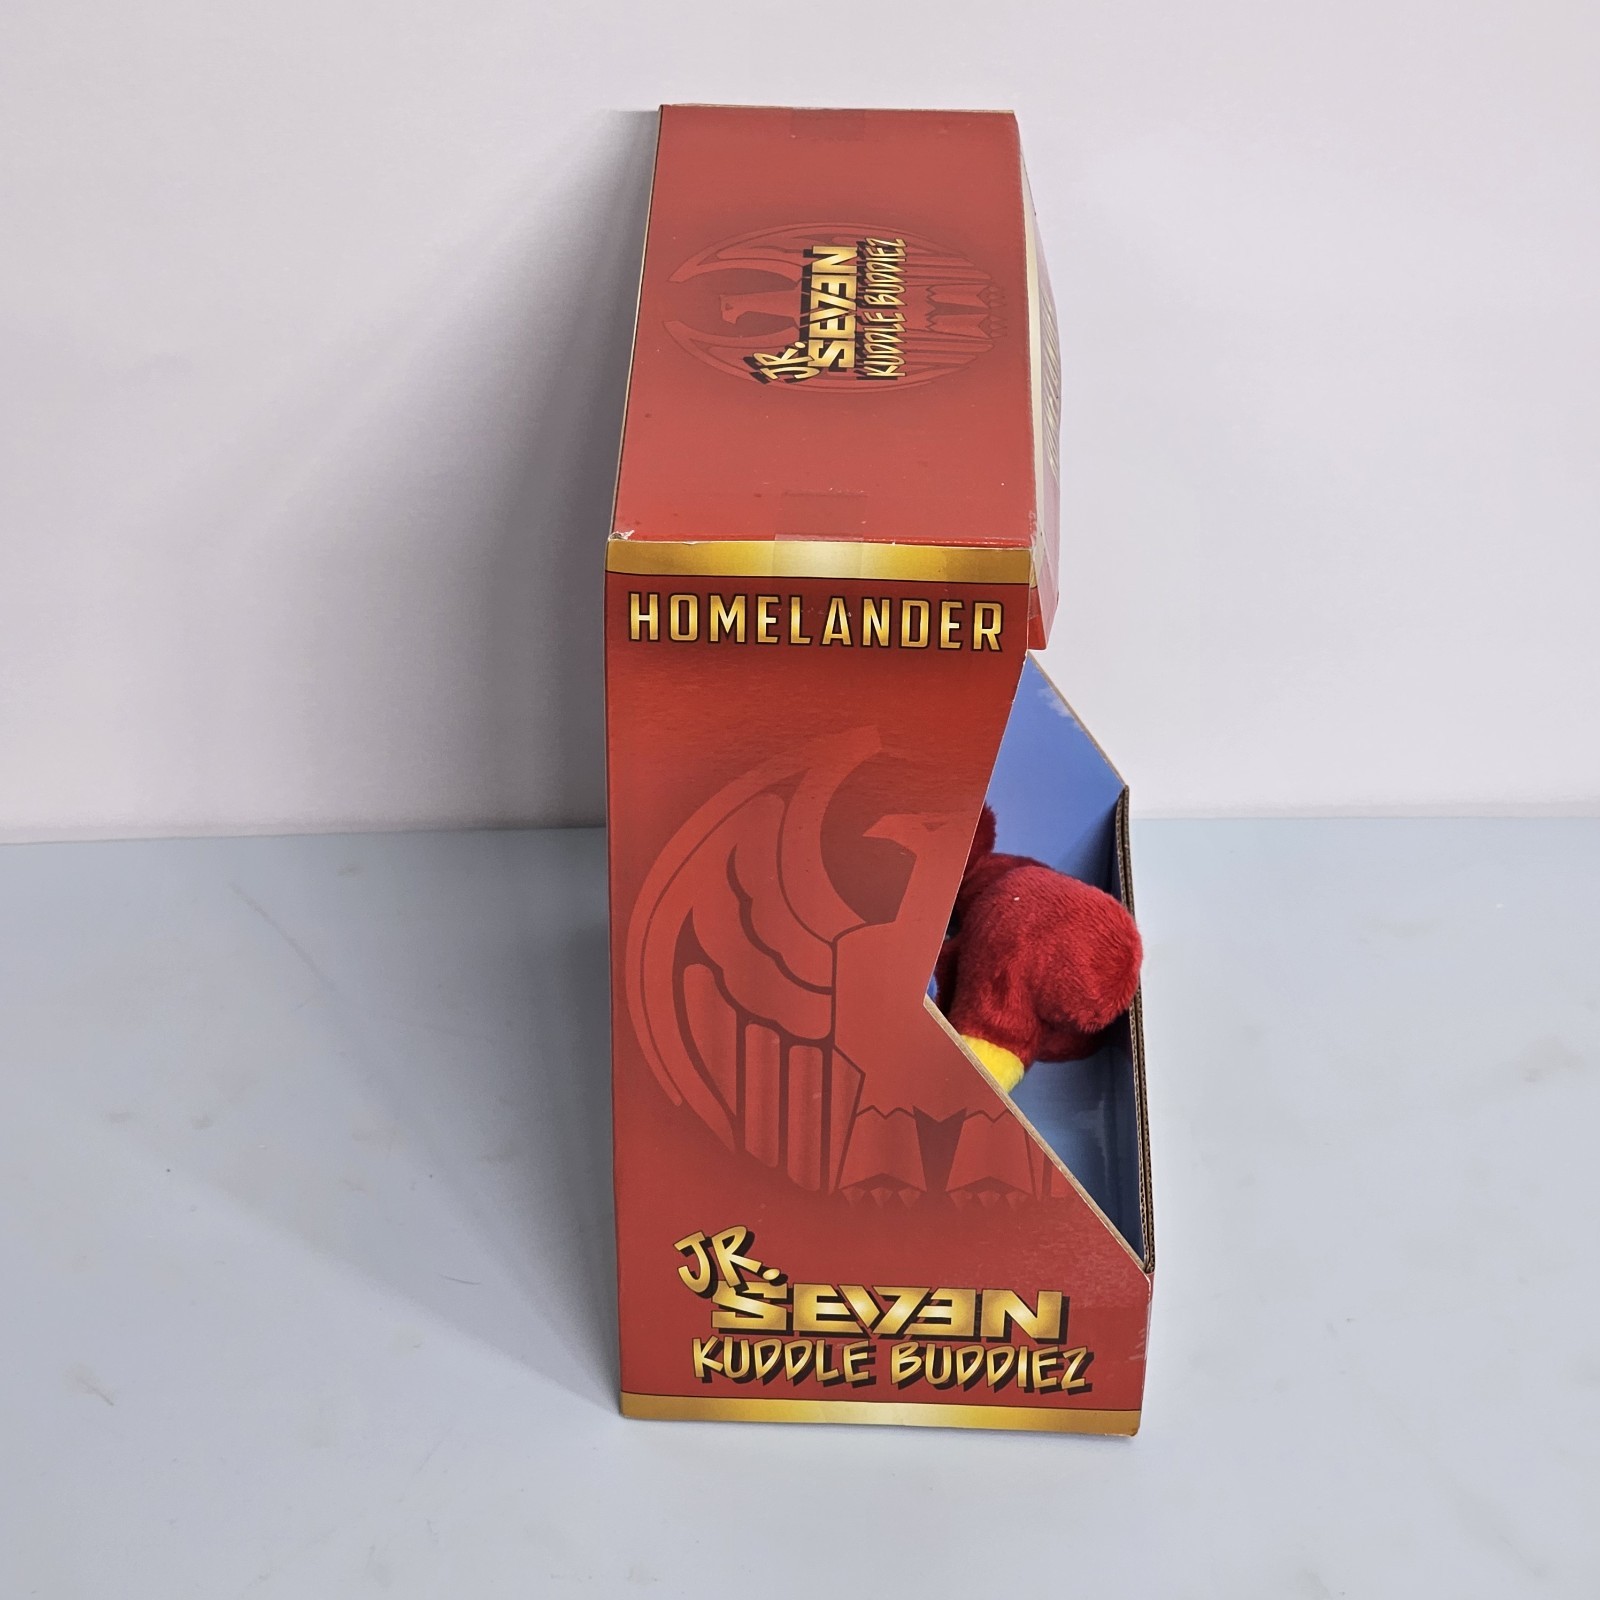 JR.
SEVEN
KUDDLE BUDDIEZ
HOMELANDER
JR.
SEVEN
KUDDLE BUDDIEZ